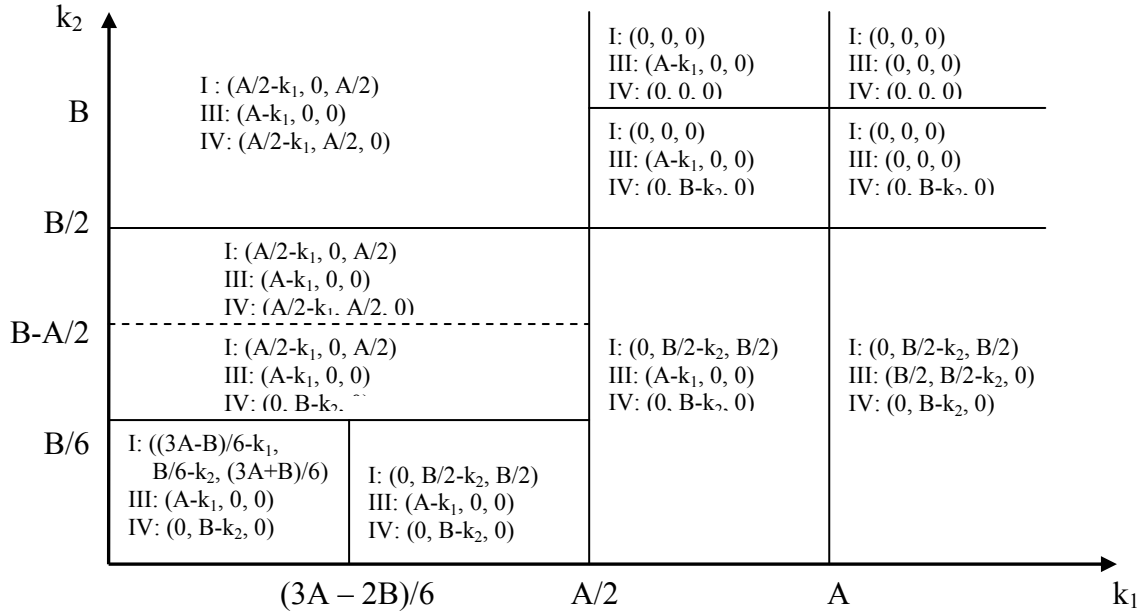 k₂
I: (0, 0, 0)
III: (A-k₁, 0, 0)
IV: (0, 0, 0)
I: (0, 0, 0)
III: (0, 0, 0)
IV: (0, 0, 0)
I : (A/2-k₁, 0, A/2)
III: (A-k₁, 0, 0)
IV: (A/2-k₁, A/2, 0)
B
I: (0, 0, 0)
III: (A-k₁, 0, 0)
IV: (0, B-k₂, 0)
I: (0, 0, 0)
III: (0, 0, 0)
IV: (0, B-k₂, 0)
B/2
I: (A/2-k₁, 0, A/2)
III: (A-k₁, 0, 0)
IV: (A/2-k₁, A/2, 0)
B-A/2
I: (A/2-k₁, 0, A/2)
III: (A-k₁, 0, 0)
IV: (0, B-k₂, 0)
I: (0, B/2-k₂, B/2)
III: (A-k₁, 0, 0)
IV: (0, B-k₂, 0)
I: (0, B/2-k₂, B/2)
III: (B/2, B/2-k₂, 0)
IV: (0, B-k₂, 0)
B/6
I: ((3A-B)/6-k₁,
B/6-k₂, (3A+B)/6)
III: (A-k₁, 0, 0)
IV: (0, B-k₂, 0)
I: (0, B/2-k₂, B/2)
III: (A-k₁, 0, 0)
IV: (0, B-k₂, 0)
(3A – 2B)/6
A/2
A
k₁